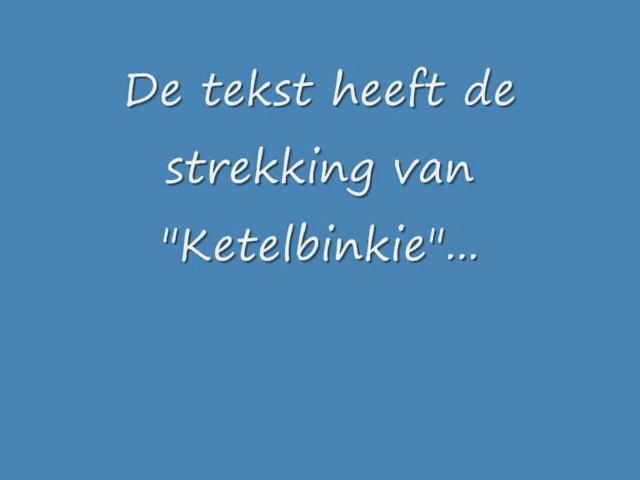 De tekst heeft de
strekking van
"Ketelbinkie"...